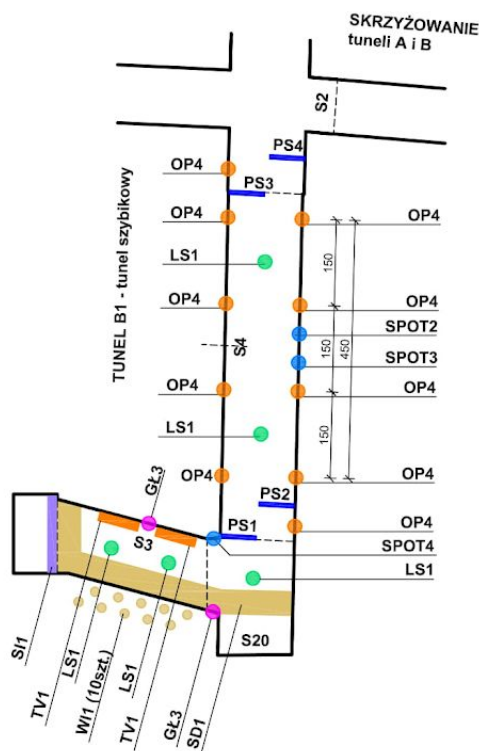 SKRZYŻOWANIE
tuneli A i B
S2
PS4
OP4
PS3
OP4
OP4
LS1
150
TUNEL B1 - tunel szybikowy
OP4
OP4
SPOT2
S4
150
450
SPOT3
OP4
OP4
LS1
150
GŁ3
OP4
OP4
PS2
OP4
PS1
S3
SPOT4
LS1
S20
SI1
TV1
LS1
WI1 (10szt.)
LS1
TV1
GŁ3
SD1